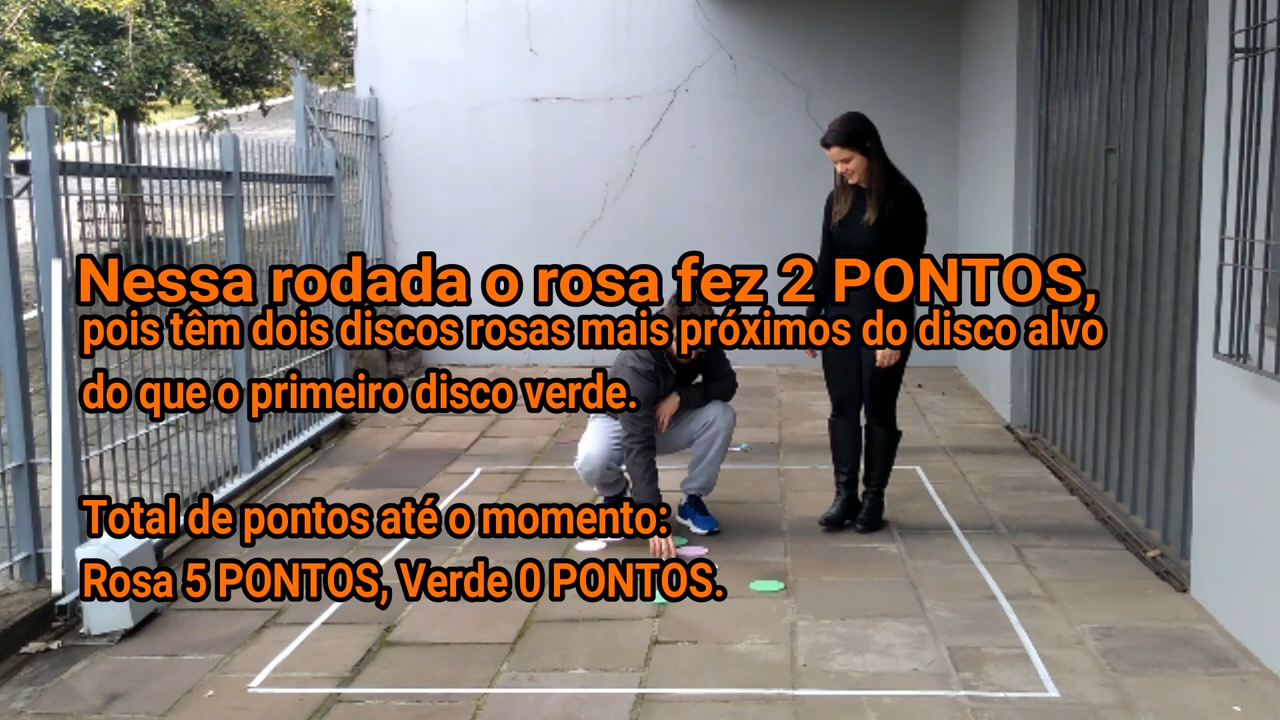 Nessa rodada o rosa fez 2 PONTOS,
pois têm dois discos rosas mais próximos do disco alvo
do que o primeiro disco verde.
Total de pontos até o momento:
Rosa 5 PONTOS, Verde 0 PONTOS.